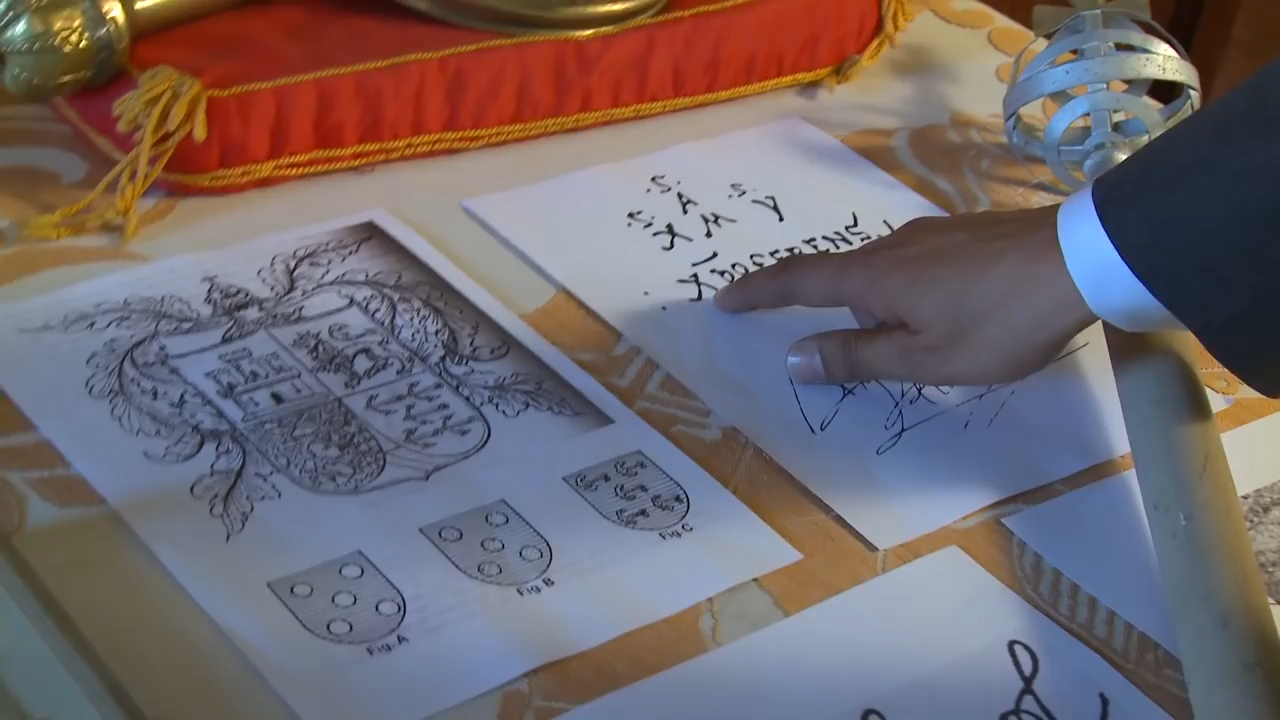 Fig.A
Fig.B
Fig.C
.S.
.S. A .S.
X M Y
: XpoFERENS